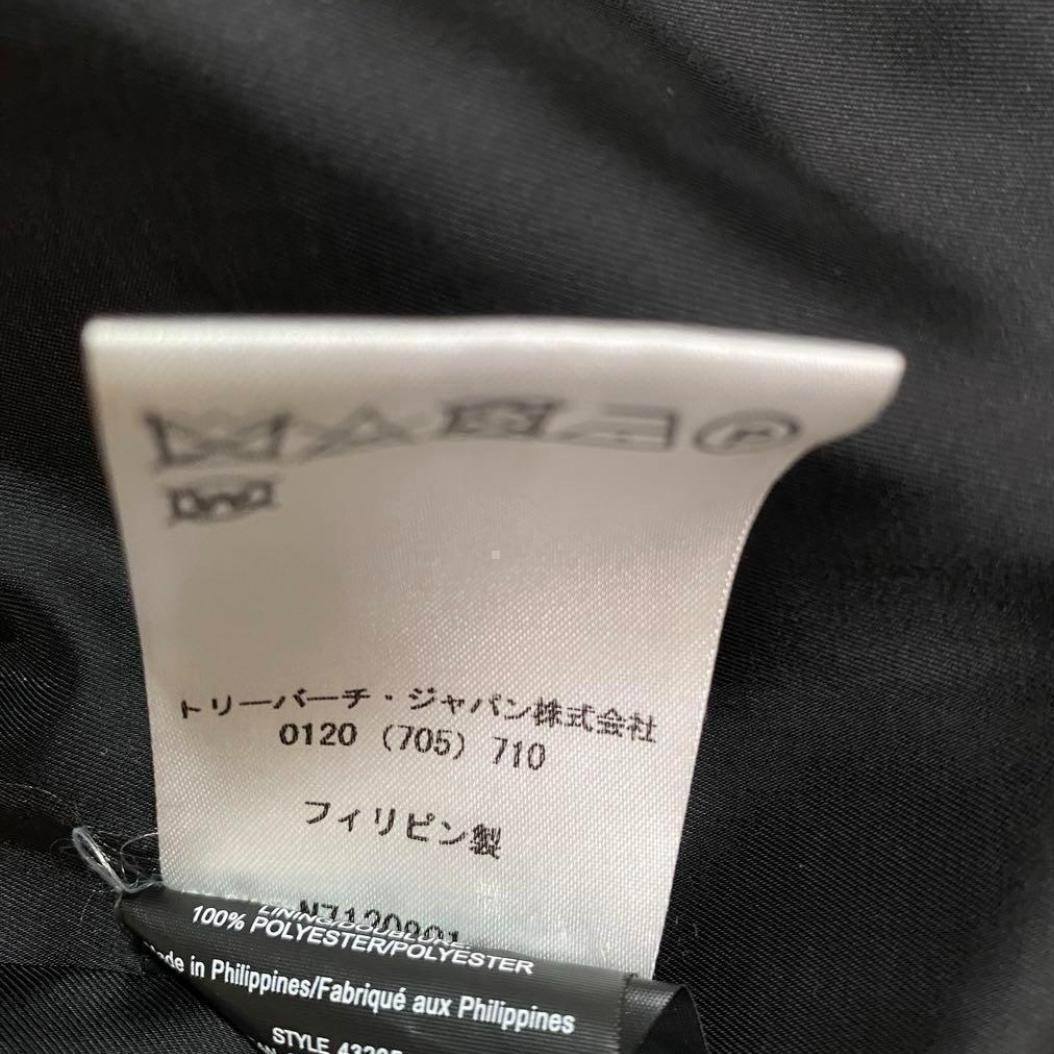 P
W
トリーバーチ・ジャパン株式会社
0120 (705) 710
フィリピン製
100% POLYESTER/POLYESTER
in Philippines/Fabriqué aux Philippines
STYLE